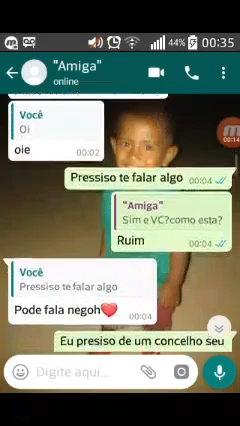 44% 00:35
"Amiga"
online
Você
Oi
oie 00:02
00:14
Pressiso te falar algo 00:04
"Amiga"
Sim e VC?como esta?
Ruim 00:04
Você
Pressiso te falar algo
Pode fala negoh❤ 00:04
Eu presiso de um concelho seu
Digite aqui...